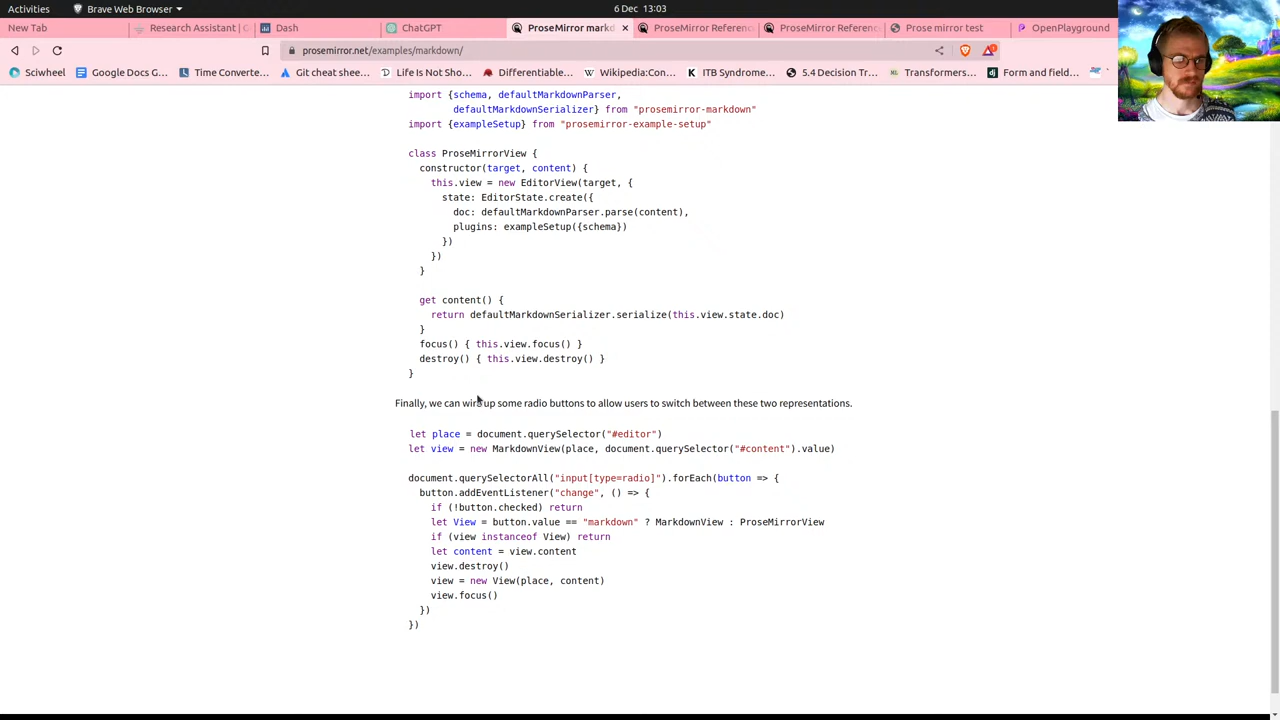 Activities
Brave Web Browser
6 Dec 13:03
New Tab
Research Assistant | G
Dash
ChatGPT
ProseMirror mark
ProseMirror Referenc
ProseMirror Referenc
Prose mirror test
OpenPlayground
prosemirror.net/examples/markdown/
Sciwheel
Google Docs G...
Time Converte...
Git cheat shee...
Life Is Not Sho...
Differentiable...
Wikipedia:Con...
ITB Syndrome...
5.4 Decision Tr...
Transformers...
Form and field...
import {schema, defaultMarkdownParser,
defaultMarkdownSerializer} from "prosemirror-markdown"
import {exampleSetup} from "prosemirror-example-setup"
class ProseMirrorView {
constructor(target, content) {
this.view = new EditorView(target, {
state: EditorState.create({
doc: defaultMarkdownParser.parse(content),
plugins: exampleSetup({schema})
})
})
}
get content() {
return defaultMarkdownSerializer.serialize(this.view.state.doc)
}
focus() { this.view.focus() }
destroy() { this.view.destroy() }
}
Finally, we can wire up some radio buttons to allow users to switch between these two representations.
let place = document.querySelector("#editor")
let view = new MarkdownView(place, document.querySelector("#content").value)
document.querySelectorAll("input[type=radio]").forEach(button => {
button.addEventListener("change", () => {
if (!button.checked) return
let View = button.value == "markdown" ? MarkdownView : ProseMirrorView
if (view instanceof View) return
let content = view.content
view.destroy()
view = new View(place, content)
view.focus()
})
})